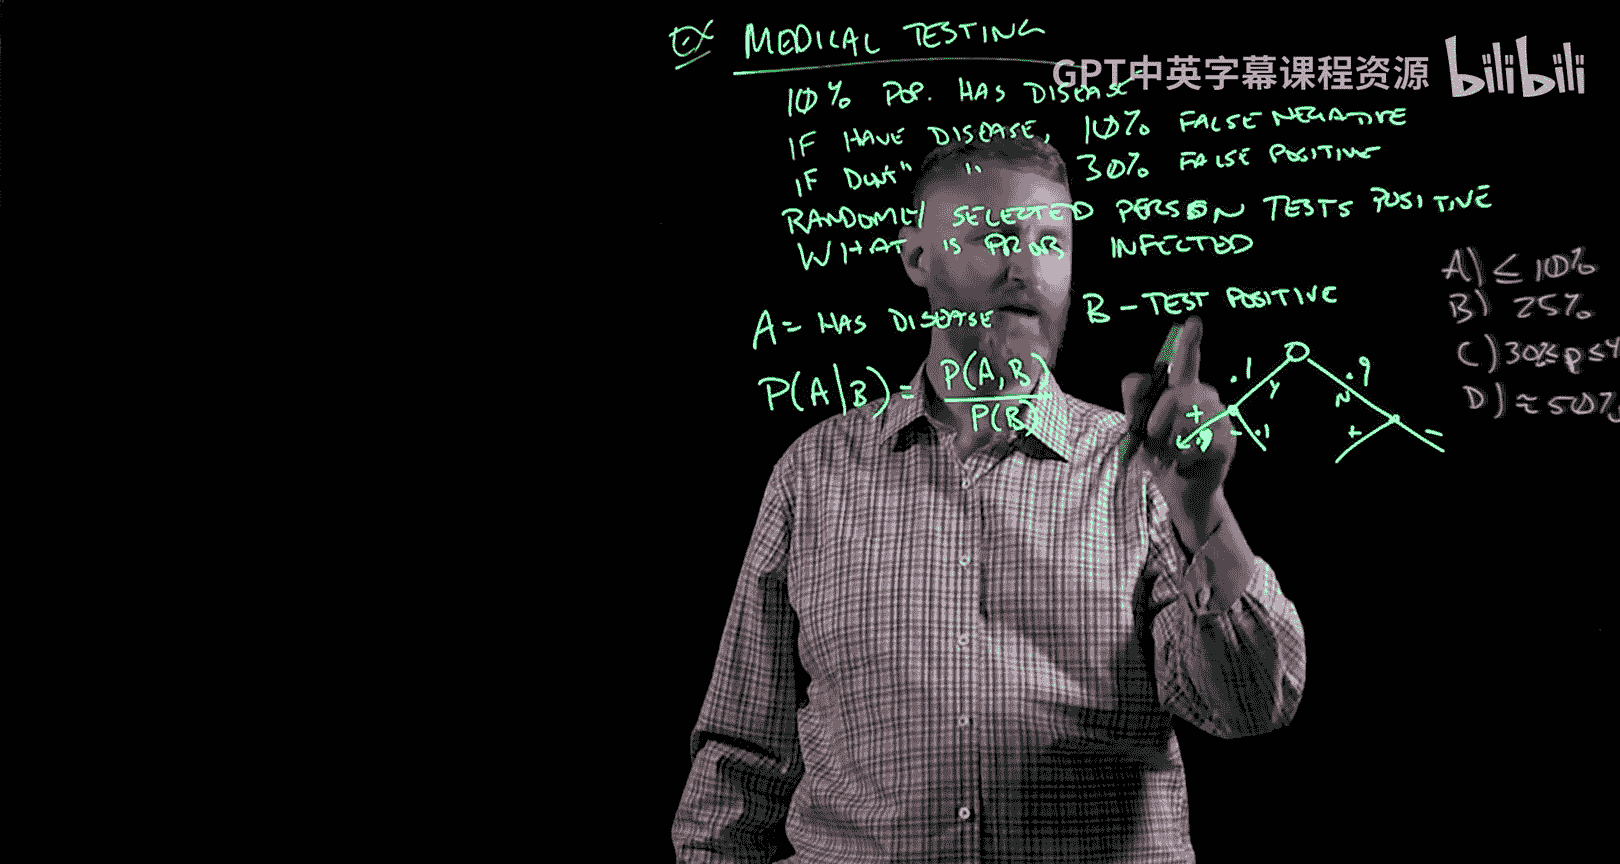 EX MEDICAL TESTING
GPT中英字幕课程资源 bilibili
10% POP. HAS DISEASE
IF HAVE DISEASE, 10% FALSE NEGATIVE
IF DON'T " 30% FALSE POSITIVE
RANDOMLY SELECTED PERSON TESTS POSITIVE
WHAT IS PROB INFECTED
A) ≤ 10%
B) 25%
C) 30% ≤ p ≤ 4
D) ≈ 50%
A = HAS DISEASE
B - TEST POSITIVE
P(A|B) = P(A,B) / P(B)
.1 Y .9 N
+ .9 - .1 + -